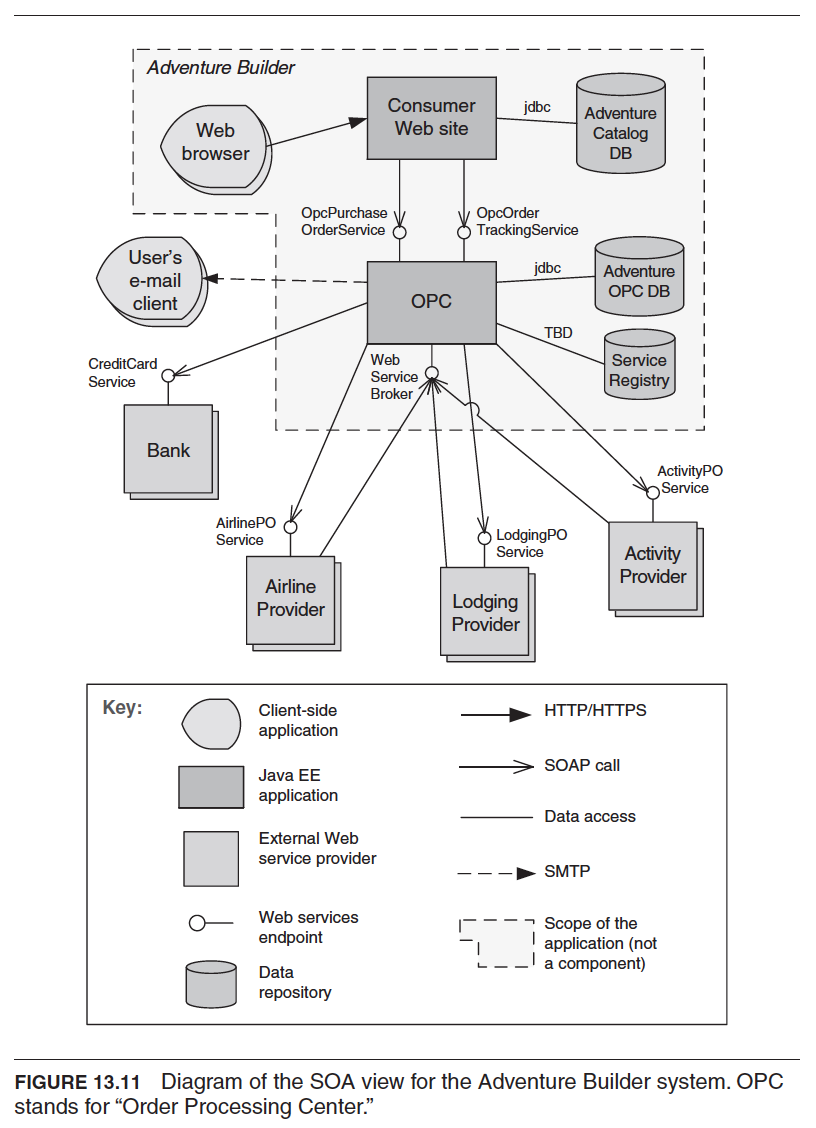 Adventure Builder
Web
browser
Consumer
Web site
jdbc
Adventure
Catalog
DB
OpcPurchase
OrderService
OpcOrder
TrackingService
User's
e-mail
client
OPC
jdbc
Adventure
OPC DB
TBD
Service
Registry
CreditCard
Service
Web
Service
Broker
Bank
ActivityPO
Service
AirlinePO
Service
LodgingPO
Service
Airline
Provider
Lodging
Provider
Activity
Provider
Key:
Client-side
application
HTTP/HTTPS
Java EE
application
SOAP call
External Web
service provider
Data access
SMTP
Web services
endpoint
Scope of the
application (not
a component)
Data
repository
FIGURE 13.11 Diagram of the SOA view for the Adventure Builder system. OPC
stands for “Order Processing Center.”